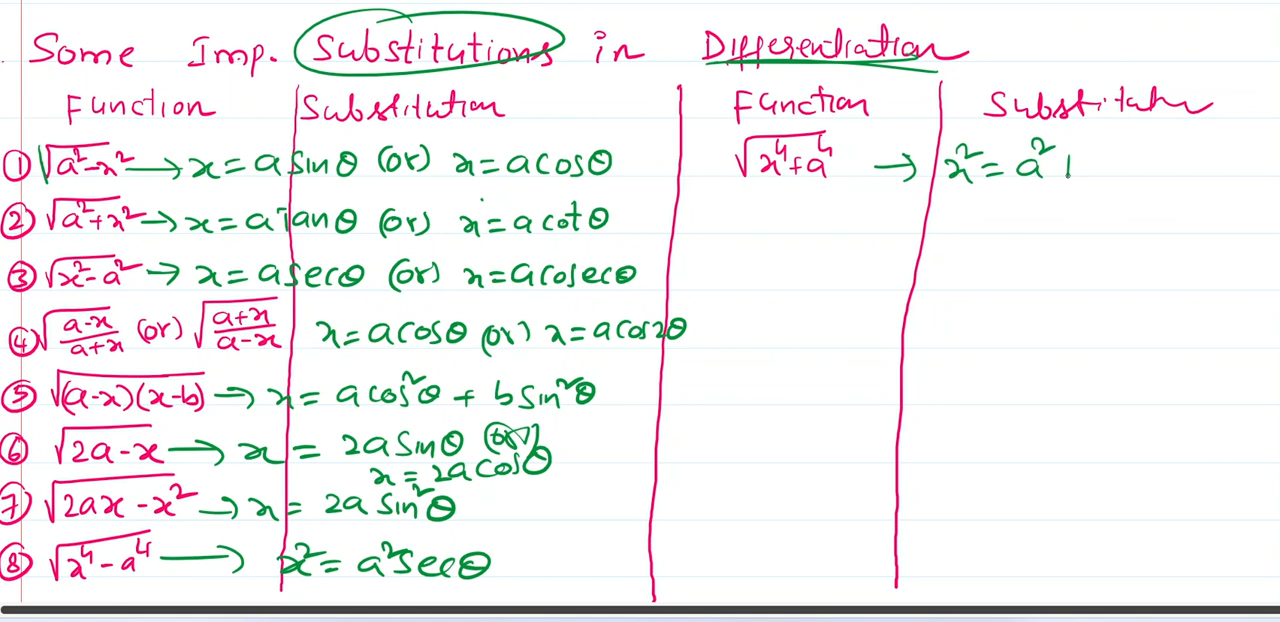 Some Imp. Substitutions in Differentiation
Function Substitution Function Substitution
① √a²-x² → x = a sinθ (or) x = a cosθ √x⁴+a⁴ → x² = a²
② √a²+x² → x = a Tanθ (or) x = a cotθ
③ √x²-a² → x = a secθ (or) x = a cosecθ
④ √(a-x)/(a+x) (or) √(a+x)/(a-x) x = a cosθ (or) x = a cos2θ
⑤ √(a-x)(x-b) → x = a cos²θ + b sin²θ
⑥ √2a-x → x = 2a Sinθ (or)
x = 2a cosθ
⑦ √2ax-x² → x = 2a sin²θ
⑧ √x⁴-a⁴ → x² = a² secθ